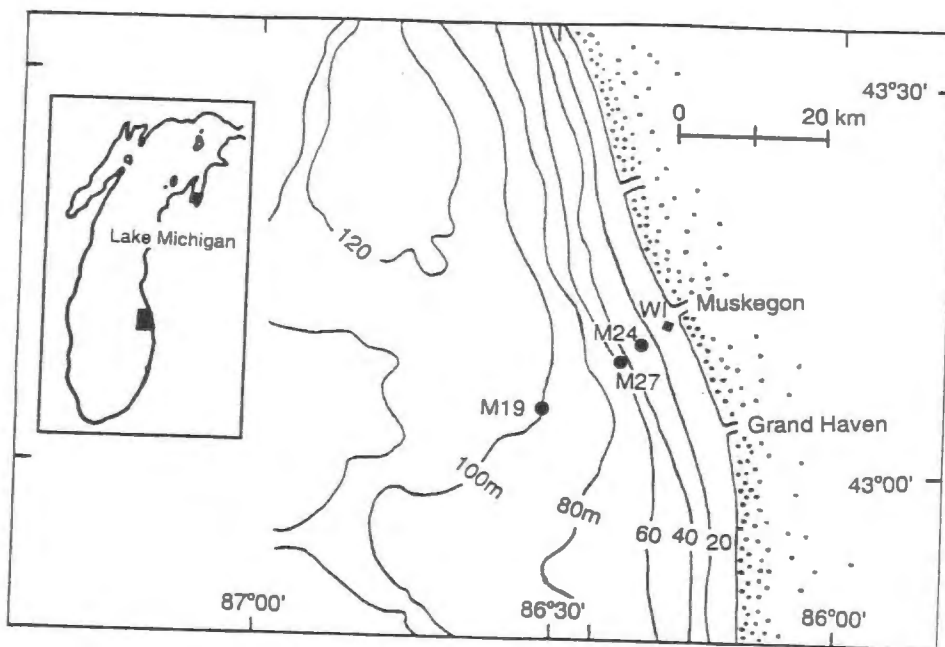 43°30'
0 20 km
Lake Michigan
120
WI
Muskegon
M24
M27
M19
Grand Haven
100m
80m
43°00'
60 40 20
87°00'
86°30'
86°00'